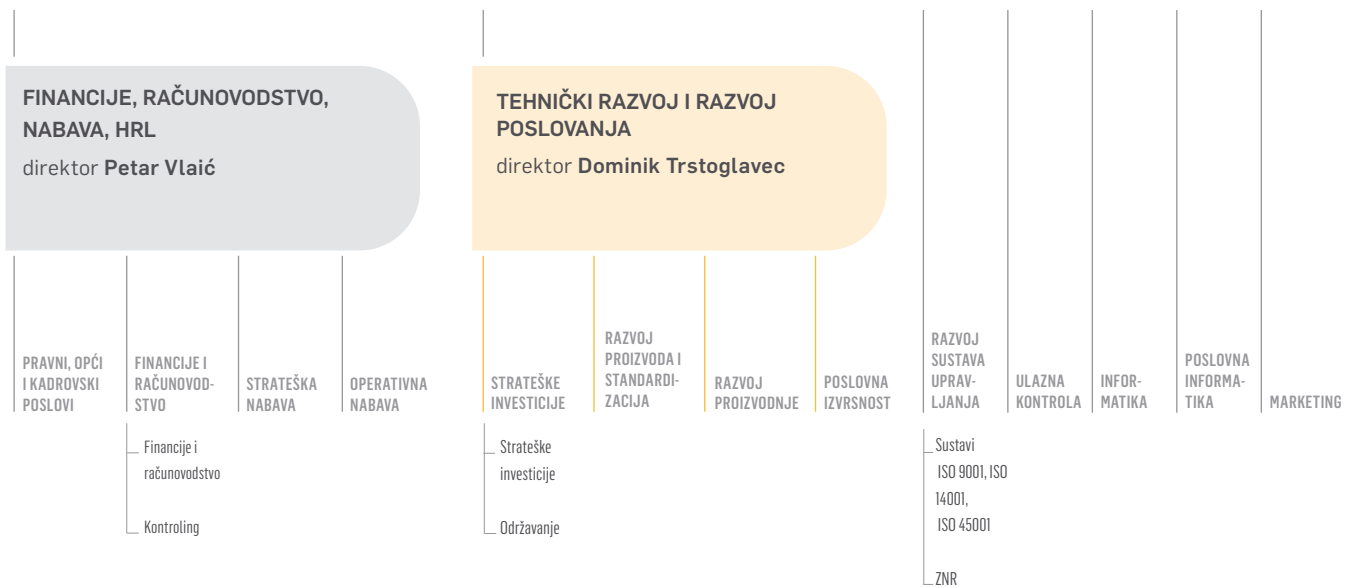 FINANCIJE, RAČUNOVODSTVO,
NABAVA, HRL
direktor Petar Vlaić
TEHNIČKI RAZVOJ I RAZVOJ
POSLOVANJA
direktor Dominik Trstoglavec
PRAVNI, OPĆI
I KADROVSKI
POSLOVI
FINANCIJE I
RAČUNOVOD-
STVO
STRATEŠKA
NABAVA
OPERATIVNA
NABAVA
STRATEŠKE
INVESTICIJE
RAZVOJ
PROIZVODA I
STANDARDI-
ZACIJA
RAZVOJ
PROIZVODNJE
POSLOVNA
IZVRSNOST
RAZVOJ
SUSTAVA
UPRAV-
LJANJA
ULAZNA
KONTROLA
INFOR-
MATIKA
POSLOVNA
INFORMA-
TIKA
MARKETING
Financije i
računovodstvo
Kontroling
Strateške
investicije
Održavanje
Sustavi
ISO 9001, ISO
14001,
ISO 45001
ZNR